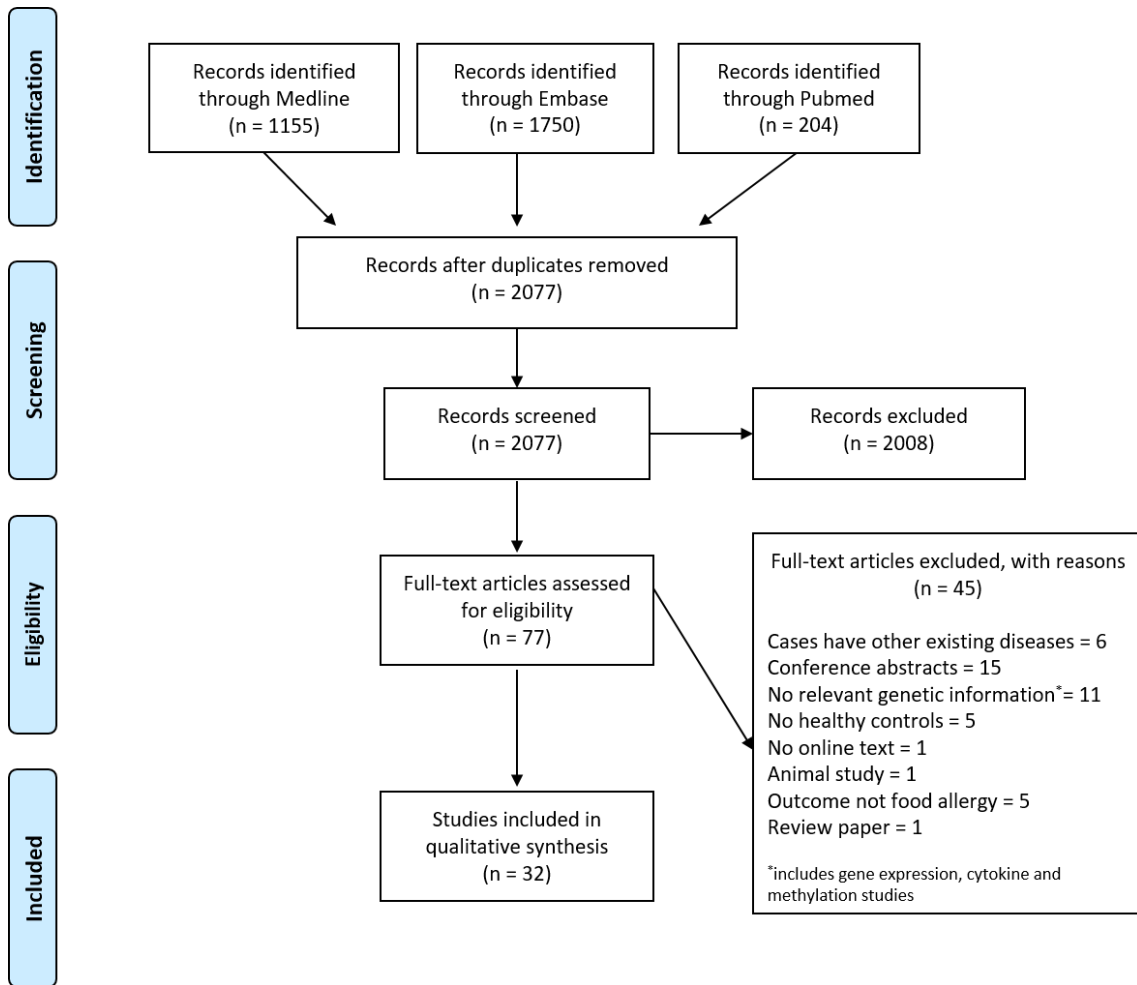 Identification
Records identified
through Medline
(n = 1155)
Records identified
through Embase
(n = 1750)
Records identified
through Pubmed
(n = 204)
Records after duplicates removed
(n = 2077)
Screening
Records screened
(n = 2077)
Records excluded
(n = 2008)
Eligibility
Full-text articles assessed
for eligibility
(n = 77)
Full-text articles excluded, with reasons
(n = 45)
Cases have other existing diseases = 6
Conference abstracts = 15
No relevant genetic information*= 11
No healthy controls = 5
No online text = 1
Animal study = 1
Outcome not food allergy = 5
Review paper = 1
*includes gene expression, cytokine and
methylation studies
Included
Studies included in
qualitative synthesis
(n = 32)